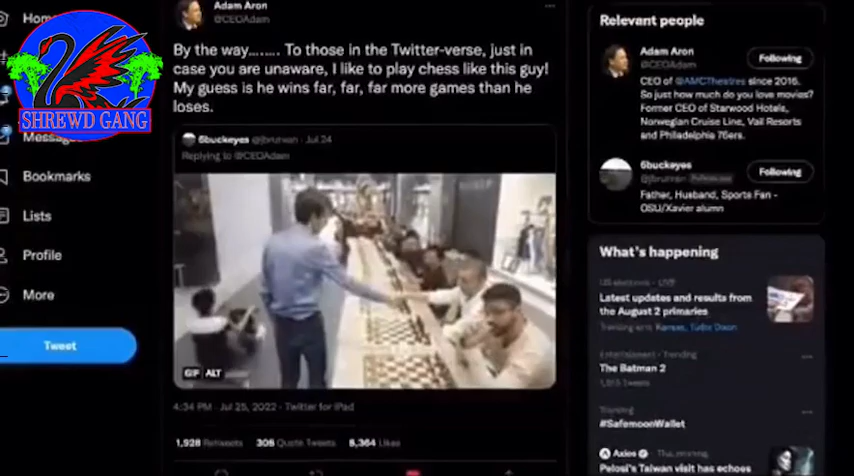 Home
SHREWD GANG
Messages
Bookmarks
Lists
Profile
More
Tweet
Adam Aron
@CEOAdam
By the way........ To those in the Twitter-verse, just in
case you are unaware, I like to play chess like this guy!
My guess is he wins far, far, far more games than he
loses.
6buckeyes @jbrunwan · Jul 24
Replying to @CEOAdam
GIF ALT
4:34 PM · Jul 25, 2022 · Twitter for iPad
1,928 Retweets 308 Quote Tweets 8,364 Likes
Relevant people
Adam Aron
@CEOAdam
Following
CEO of @AMCTheatres since 2016.
So just how much do you love movies?
Former CEO of Starwood Hotels,
Norwegian Cruise Line, Vail Resorts
and Philadelphia 76ers.
6buckeyes
Following
Father, Husband, Sports Fan -
OSU/Xavier alumn
What's happening
US elections · LIVE
Latest updates and results from
the August 2 primaries
Trending with Kansas, Tudor Dixon
Entertainment · Trending
The Batman 2
Trending
#SafemoonWallet
Axios · This morning
Pelosi's Taiwan visit has echoes